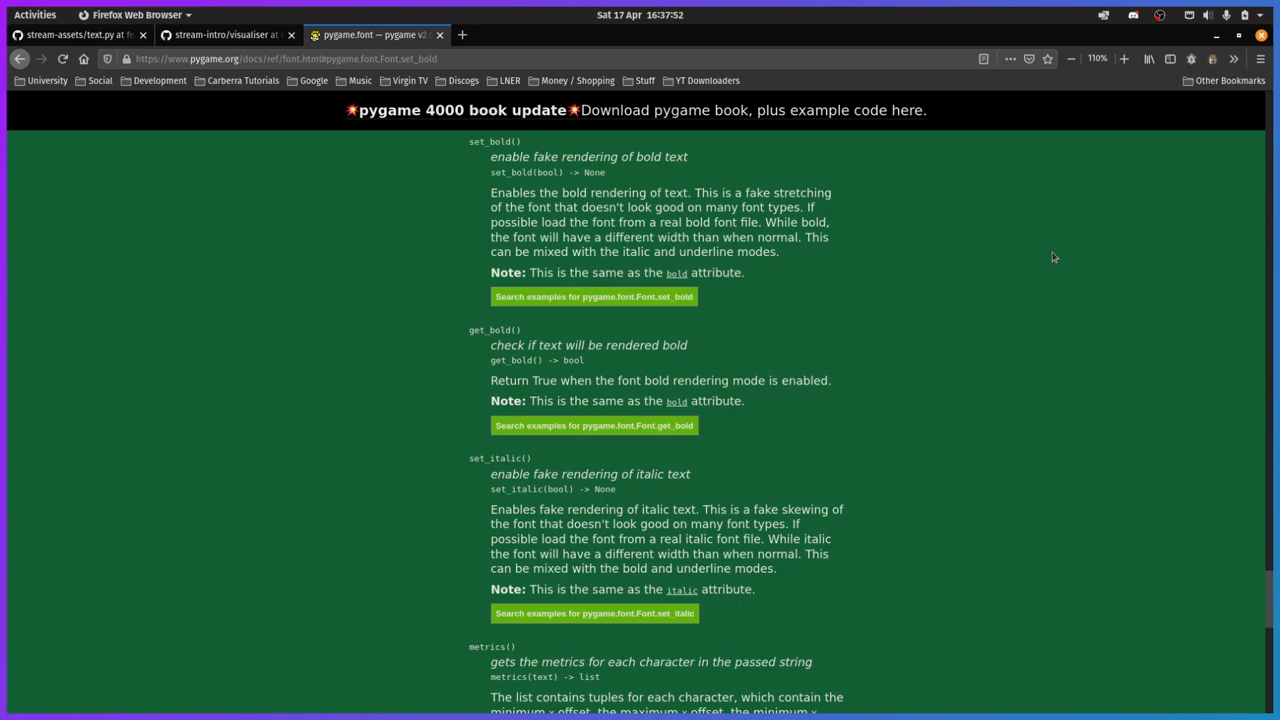 Activities
Firefox Web Browser
Sat 17 Apr 16:37:52
stream-assets/text.py at
stream-intro/visualiser at
pygame.font — pygame v2.
https://www.pygame.org/docs/ref/font.html#pygame.font.Font.set_bold
110%
University
Social
Development
Carberra Tutorials
Google
Music
Virgin TV
Discogs
LNER
Money / Shopping
Stuff
YT Downloaders
Other Bookmarks
pygame 4000 book update Download pygame book, plus example code here.
set_bold()
enable fake rendering of bold text
set_bold(bool) -> None
Enables the bold rendering of text. This is a fake stretching
of the font that doesn't look good on many font types. If
possible load the font from a real bold font file. While bold,
the font will have a different width than when normal. This
can be mixed with the italic and underline modes.
Note: This is the same as the bold attribute.
Search examples for pygame.font.Font.set_bold
get_bold()
check if text will be rendered bold
get_bold() -> bool
Return True when the font bold rendering mode is enabled.
Note: This is the same as the bold attribute.
Search examples for pygame.font.Font.get_bold
set_italic()
enable fake rendering of italic text
set_italic(bool) -> None
Enables fake rendering of italic text. This is a fake skewing of
the font that doesn't look good on many font types. If
possible load the font from a real italic font file. While italic
the font will have a different width than when normal. This
can be mixed with the bold and underline modes.
Note: This is the same as the italic attribute.
Search examples for pygame.font.Font.set_italic
metrics()
gets the metrics for each character in the passed string
metrics(text) -> list
The list contains tuples for each character, which contain the
minimum x offset, the maximum x offset, the minimum y